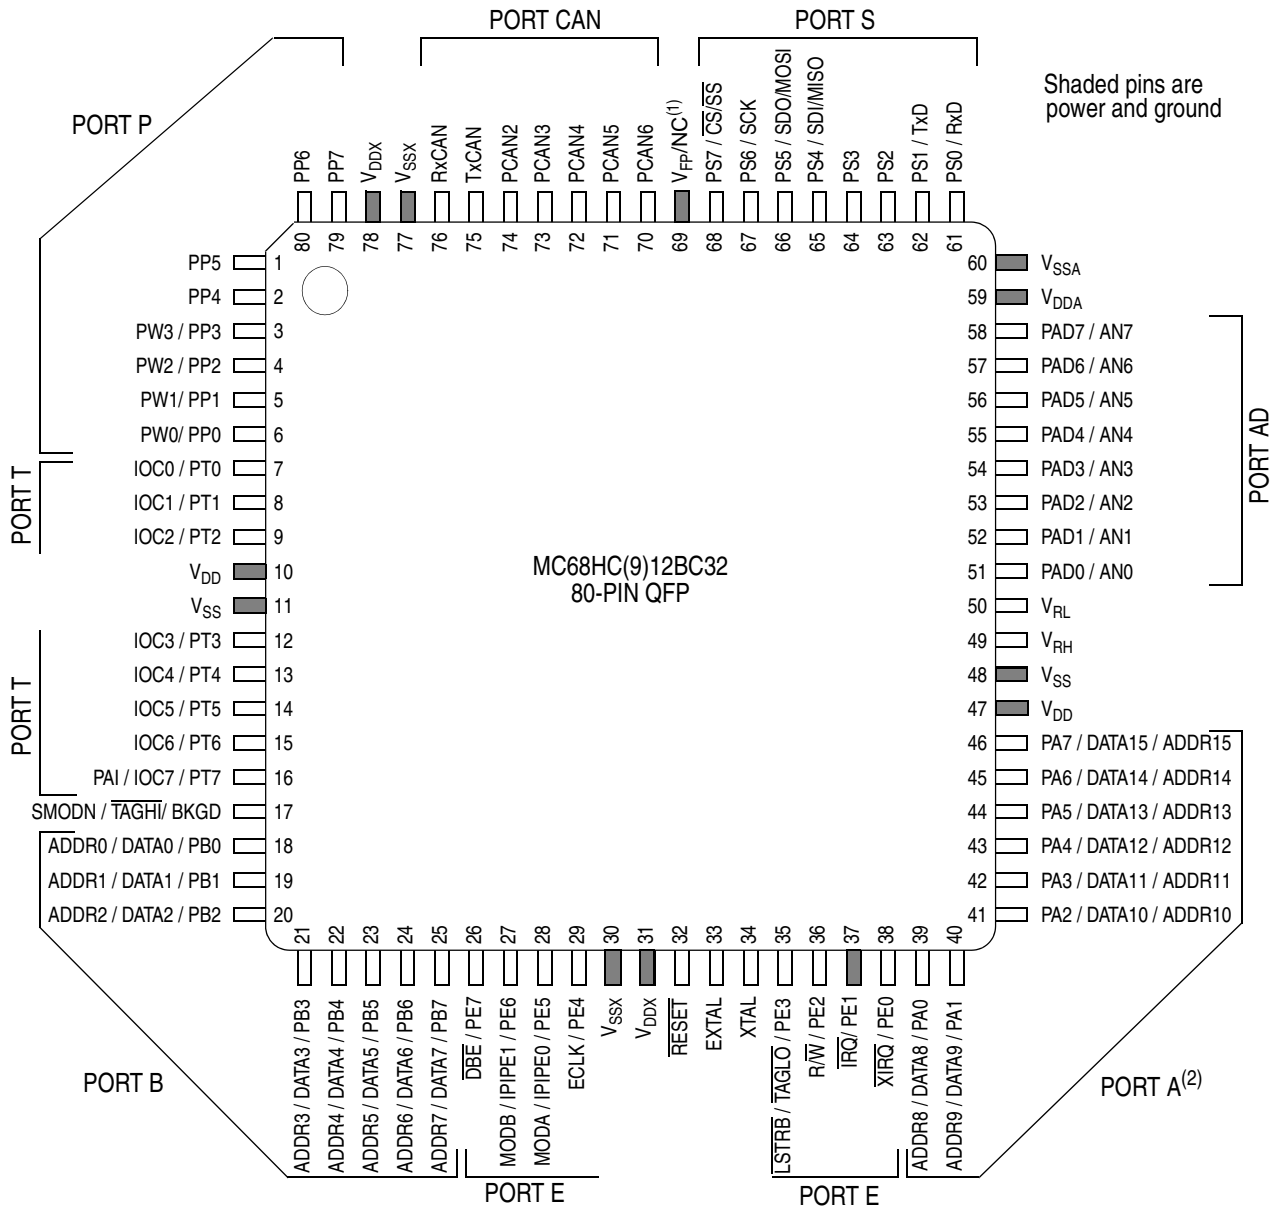 PORT CAN
PORT S
Shaded pins are
power and ground
PORT P
PP6
PP7
VDDX
VSSX
RxCAN
TxCAN
PCAN2
PCAN3
PCAN4
PCAN5
PCAN6
VFP/NC(1)
PS7 / C̅S̅/S̅S̅
PS6 / SCK
PS5 / SDO/MOSI
PS4 / SDI/MISO
PS3
PS2
PS1 / TxD
PS0 / RxD
80
79
78
77
76
75
74
73
72
71
70
69
68
67
66
65
64
63
62
61
PP5 1
PP4 2
PW3 / PP3 3
PW2 / PP2 4
PW1/ PP1 5
PW0/ PP0 6
PORT T
IOC0 / PT0 7
IOC1 / PT1 8
IOC2 / PT2 9
VDD 10
VSS 11
PORT T
IOC3 / PT3 12
IOC4 / PT4 13
IOC5 / PT5 14
IOC6 / PT6 15
PAI / IOC7 / PT7 16
SMODN / T̅A̅G̅H̅I̅/ BKGD 17
ADDR0 / DATA0 / PB0 18
ADDR1 / DATA1 / PB1 19
ADDR2 / DATA2 / PB2 20
MC68HC(9)12BC32
80-PIN QFP
60 VSSA
59 VDDA
58 PAD7 / AN7
57 PAD6 / AN6
56 PAD5 / AN5
55 PAD4 / AN4
54 PAD3 / AN3
53 PAD2 / AN2
52 PAD1 / AN1
51 PAD0 / AN0
PORT AD
50 VRL
49 VRH
48 VSS
47 VDD
46 PA7 / DATA15 / ADDR15
45 PA6 / DATA14 / ADDR14
44 PA5 / DATA13 / ADDR13
43 PA4 / DATA12 / ADDR12
42 PA3 / DATA11 / ADDR11
41 PA2 / DATA10 / ADDR10
21
22
23
24
25
26
27
28
29
30
31
32
33
34
35
36
37
38
39
40
ADDR3 / DATA3 / PB3
ADDR4 / DATA4 / PB4
ADDR5 / DATA5 / PB5
ADDR6 / DATA6 / PB6
ADDR7 / DATA7 / PB7
D̅B̅E̅ / PE7
MODB / IPIPE1 / PE6
MODA / IPIPE0 / PE5
ECLK / PE4
VSSX
VDDX
R̅E̅S̅E̅T̅
EXTAL
XTAL
L̅S̅T̅R̅B̅ / T̅A̅G̅L̅O̅ / PE3
R/W̅ / PE2
I̅R̅Q̅ / PE1
X̅I̅R̅Q̅ / PE0
ADDR8 / DATA8 / PA0
ADDR9 / DATA9 / PA1
PORT B
PORT E
PORT E
PORT A(2)